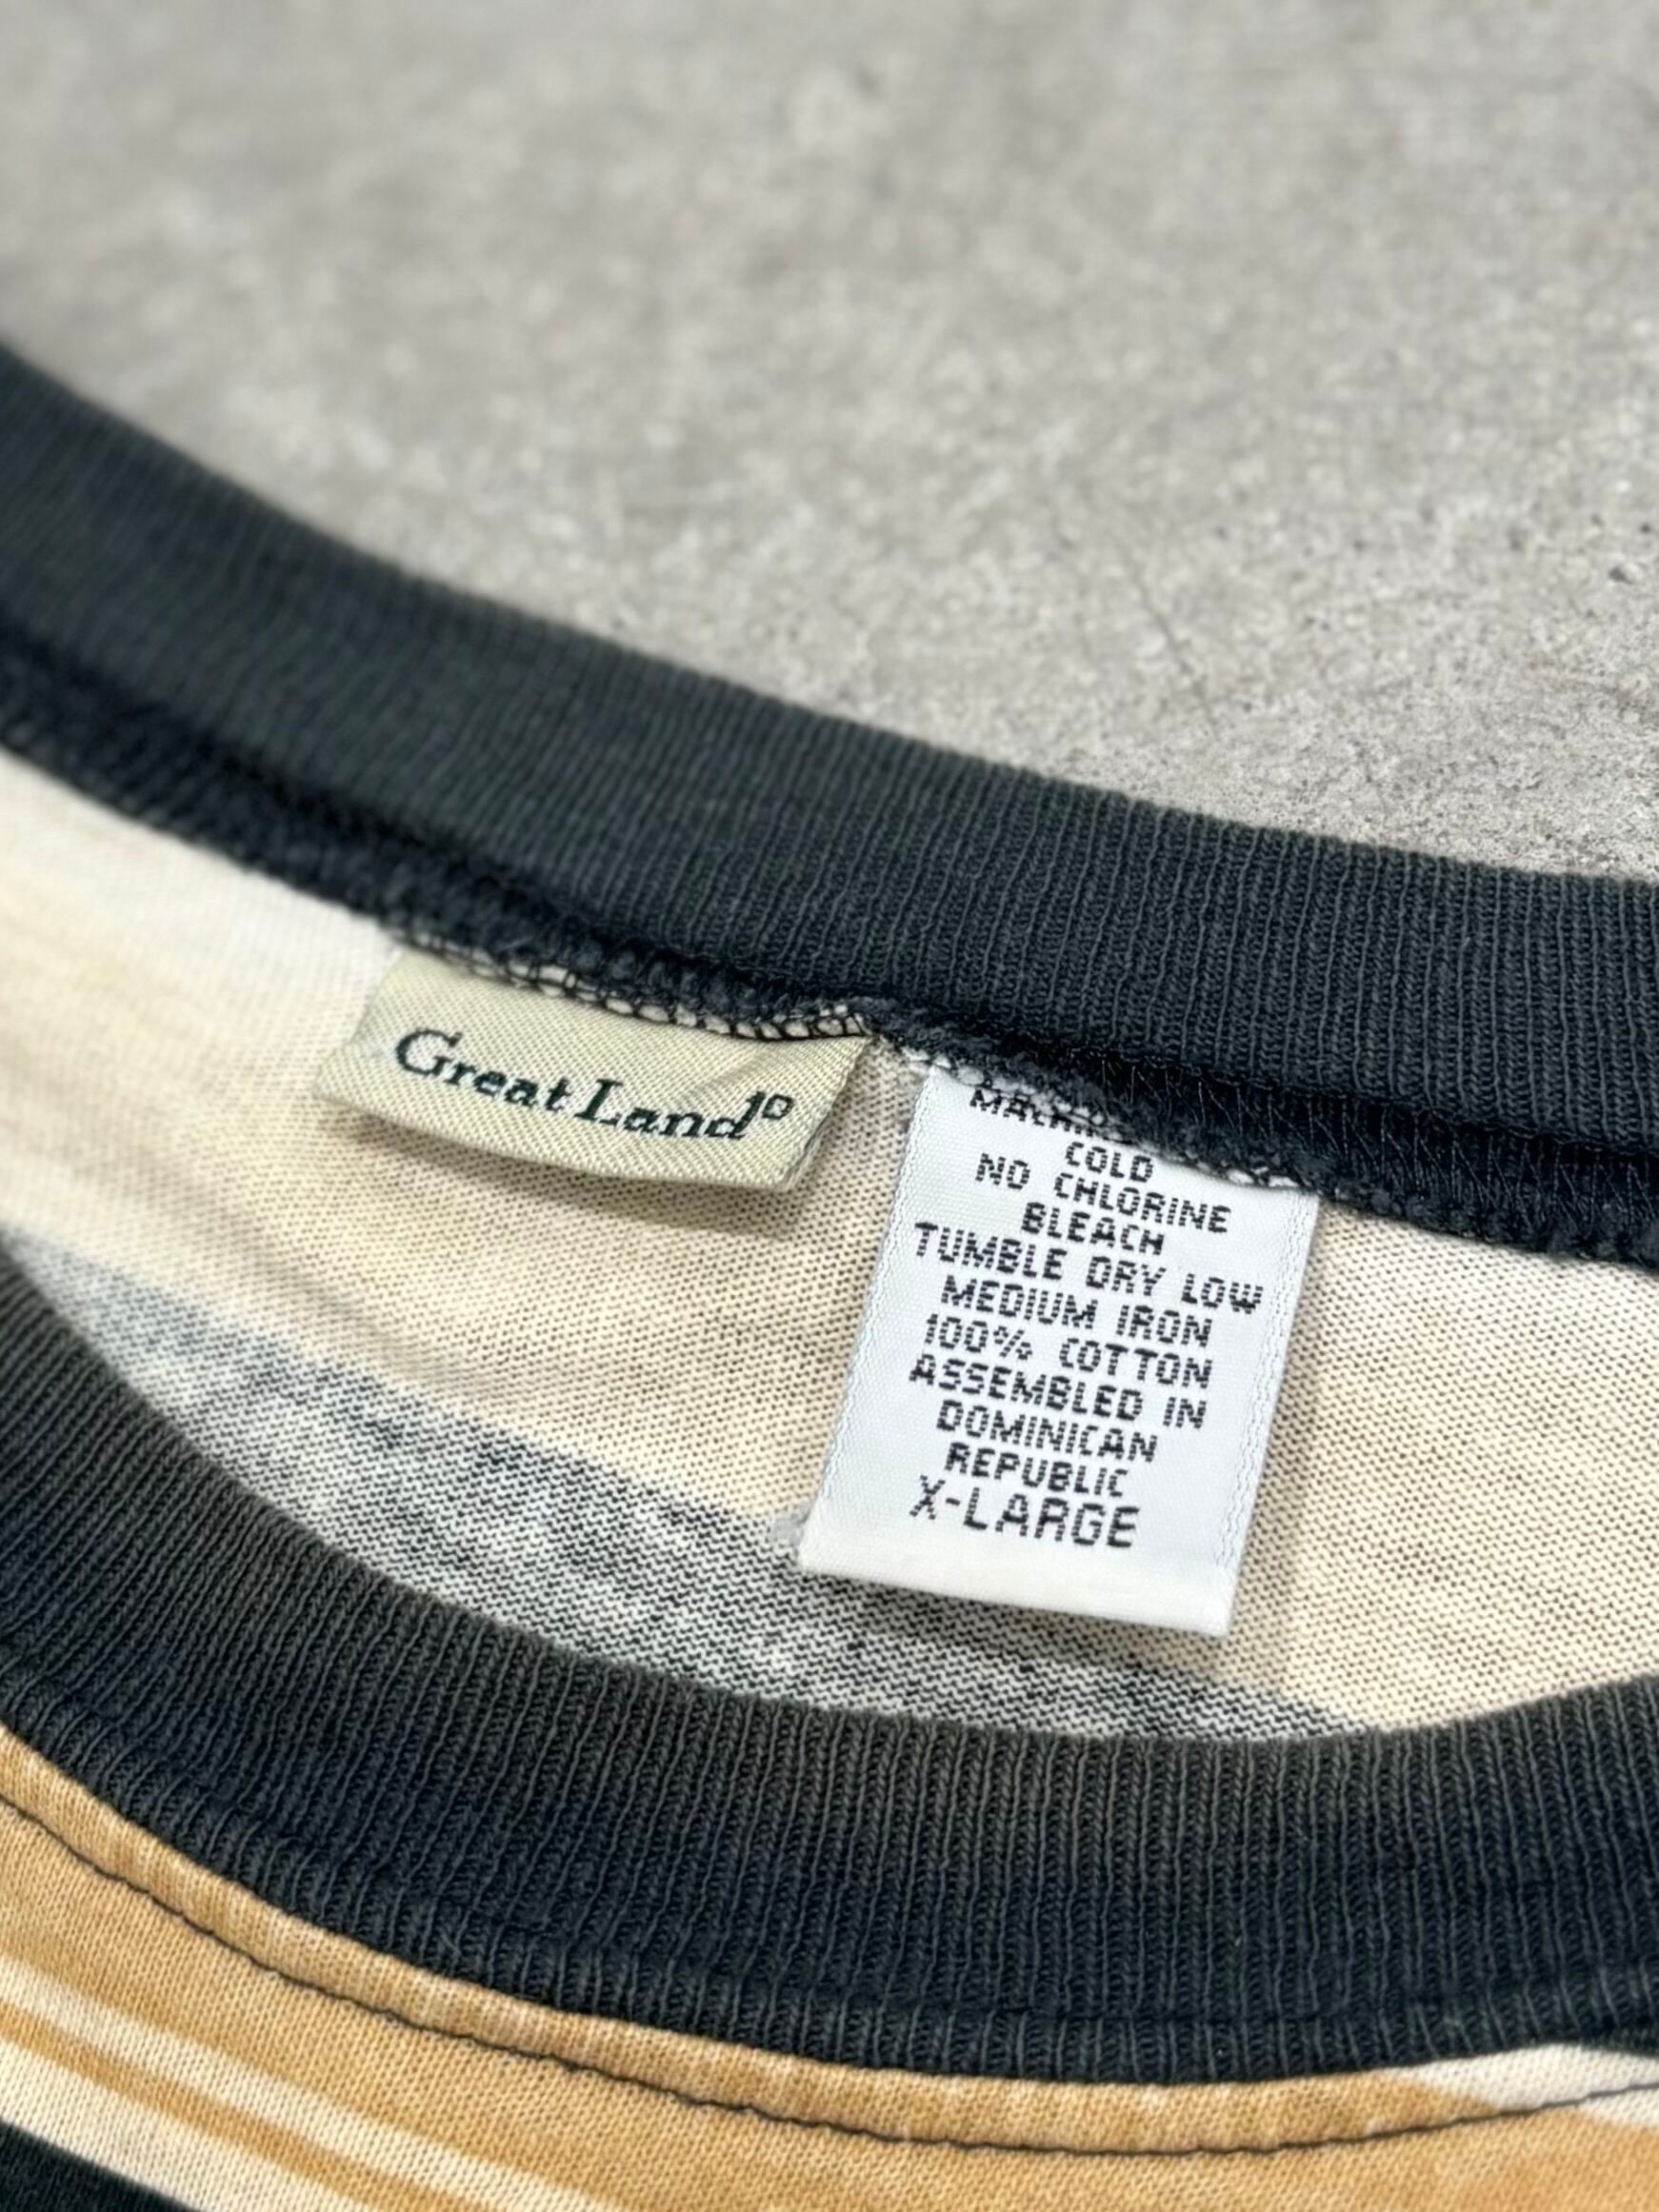 Great Land
COLD
NO CHLORINE
BLEACH
TUMBLE DRY LOW
MEDIUM IRON
100% COTTON
ASSEMBLED IN
DOMINICAN
REPUBLIC
X-LARGE